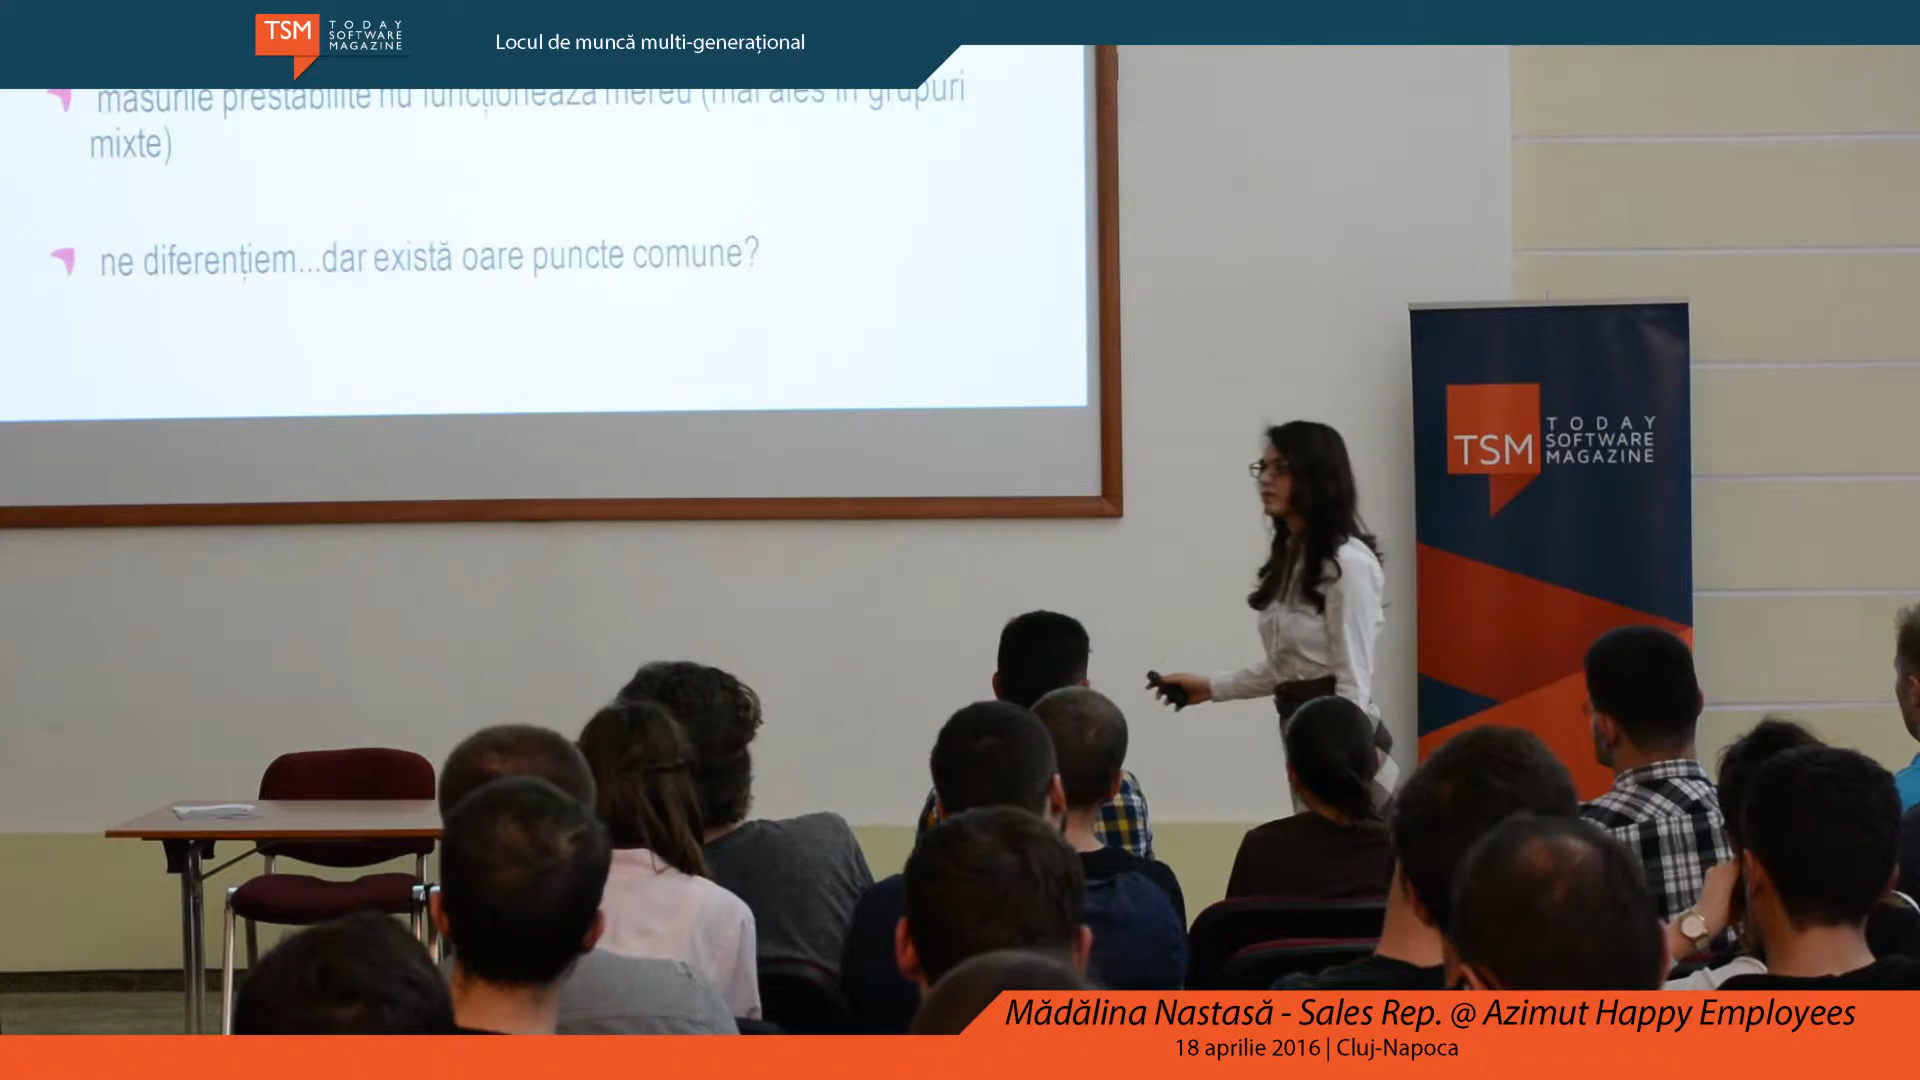 TSM
TODAY
SOFTWARE
MAGAZINE
Locul de muncă multi-generațional
măsurile prestabilite nu funcționează mereu (mai ales în grupuri
mixte)
ne diferențiem...dar există oare puncte comune?
TSM
TODAY
SOFTWARE
MAGAZINE
Mădălina Nastasă - Sales Rep. @ Azimut Happy Employees
18 aprilie 2016 | Cluj-Napoca